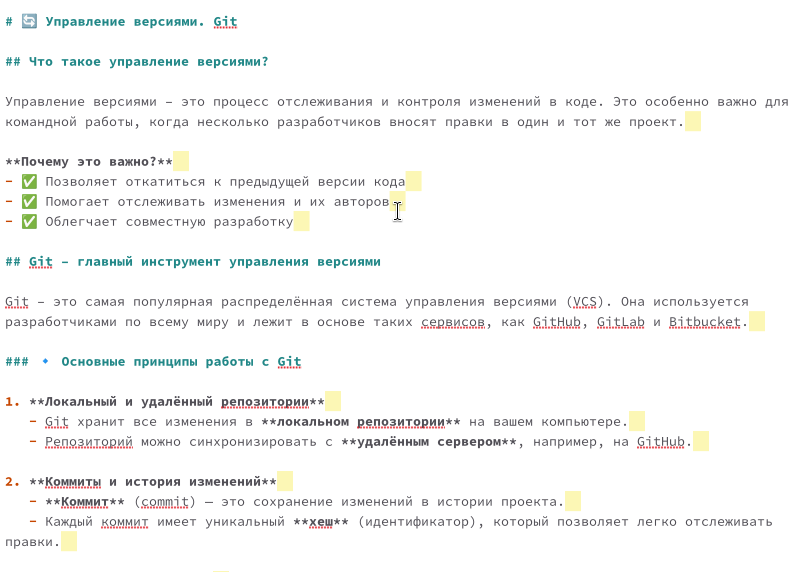 # 🔄 Управление версиями. Git
## Что такое управление версиями?
Управление версиями – это процесс отслеживания и контроля изменений в коде. Это особенно важно для
командной работы, когда несколько разработчиков вносят правки в один и тот же проект.
**Почему это важно?**
- ✅ Позволяет откатиться к предыдущей версии кода
- ✅ Помогает отслеживать изменения и их авторов
- ✅ Облегчает совместную разработку
## Git – главный инструмент управления версиями
Git – это самая популярная распределённая система управления версиями (VCS). Она используется
разработчиками по всему миру и лежит в основе таких сервисов, как GitHub, GitLab и Bitbucket.
### 🔹 Основные принципы работы с Git
1. **Локальный и удалённый репозитории**
- Git хранит все изменения в **локальном репозитории** на вашем компьютере.
- Репозиторий можно синхронизировать с **удалённым сервером**, например, на GitHub.
2. **Коммиты и история изменений**
- **Коммит** (commit) — это сохранение изменений в истории проекта.
- Каждый коммит имеет уникальный **хеш** (идентификатор), который позволяет легко отслеживать
правки.